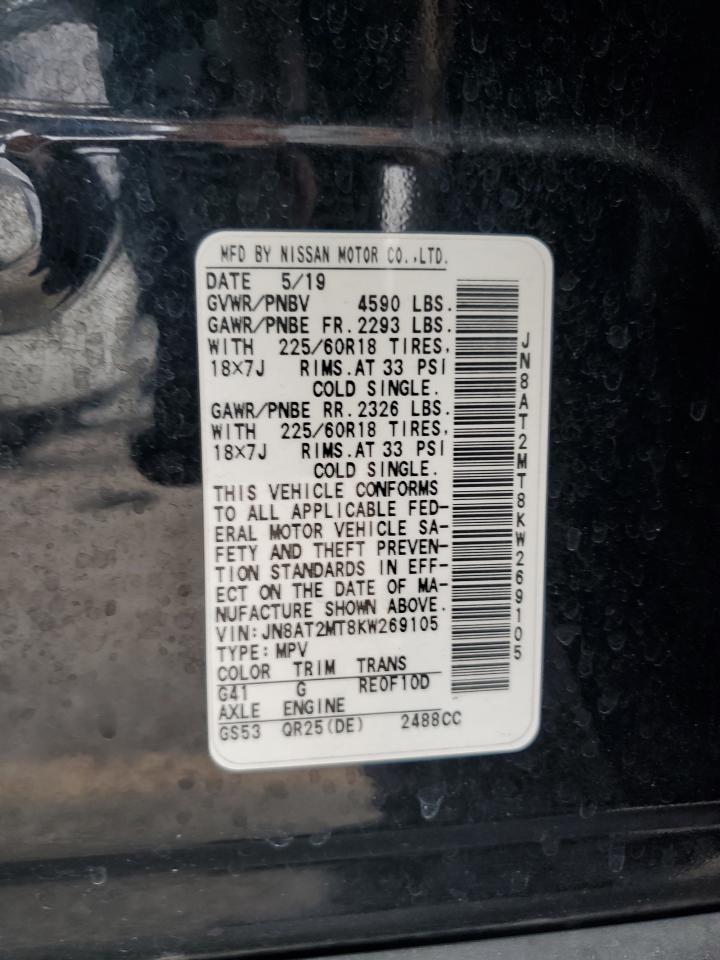 MFD BY NISSAN MOTOR CO.,LTD.
DATE 5/19
GVWR/PNBV 4590 LBS.
GAWR/PNBE FR. 2293 LBS.
WITH 225/60R18 TIRES,
18×7J RIMS.AT 33 PSI
COLD SINGLE.
GAWR/PNBE RR. 2326 LBS.
WITH 225/60R18 TIRES,
18×7J RIMS.AT 33 PSI
COLD SINGLE.
THIS VEHICLE CONFORMS
TO ALL APPLICABLE FED-
ERAL MOTOR VEHICLE SA-
FETY AND THEFT PREVEN-
TION STANDARDS IN EFF-
ECT ON THE DATE OF MA-
NUFACTURE SHOWN ABOVE.
VIN:JN8AT2MT8KW269105
TYPE:MPV
COLOR TRIM TRANS
G41 G RE0F10D
AXLE ENGINE
GS53 QR25(DE) 2488CC
JN8AT2MT8KW269105